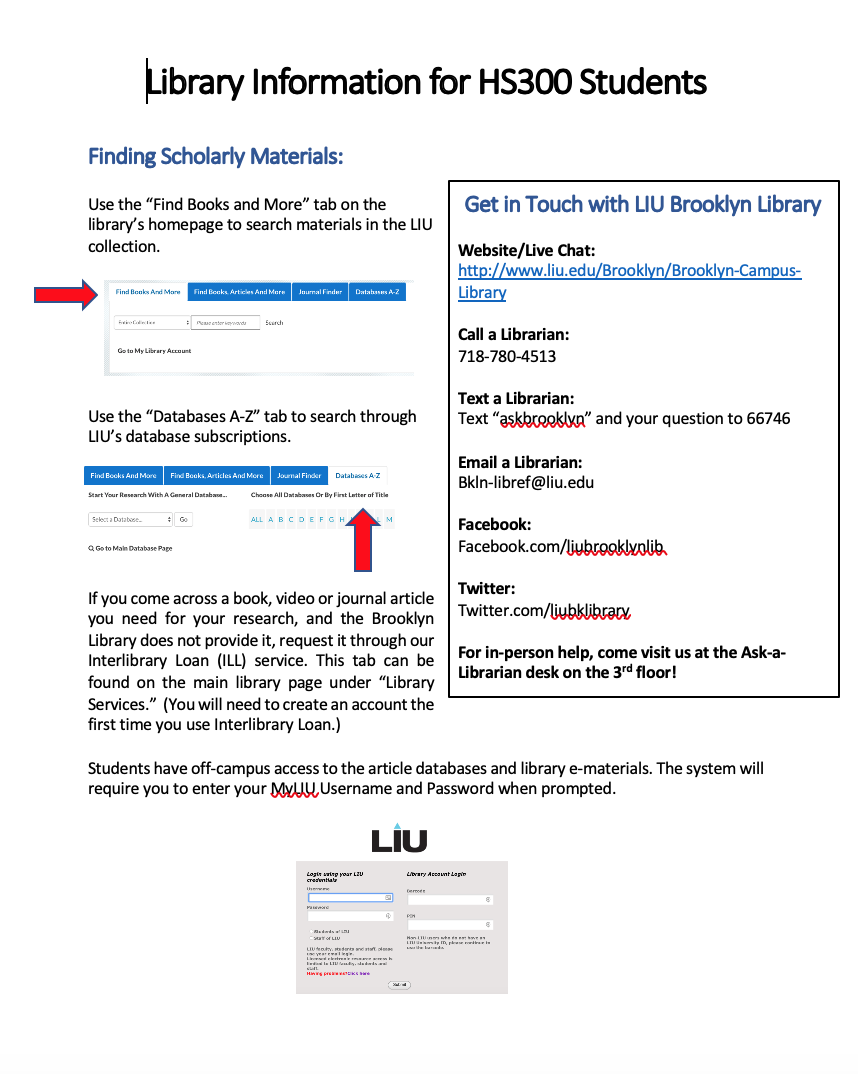 Library Information for HS300 Students
Finding Scholarly Materials:
Use the “Find Books and More” tab on the
library’s homepage to search materials in the LIU
collection.
Find Books And More Find Books, Articles And More Journal Finder Databases A-Z
Entire Collection Please enter keywords Search
Go to My Library Account
Use the “Databases A-Z” tab to search through
LIU’s database subscriptions.
Find Books And More Find Books, Articles And More Journal Finder Databases A-Z
Start Your Research With A General Database... Choose All Databases Or By First Letter of Title
Select a Database... Go ALL A B C D E F G H L M
Go to Main Database Page
If you come across a book, video or journal article
you need for your research, and the Brooklyn
Library does not provide it, request it through our
Interlibrary Loan (ILL) service. This tab can be
found on the main library page under “Library
Services.” (You will need to create an account the
first time you use Interlibrary Loan.)
Get in Touch with LIU Brooklyn Library
Website/Live Chat:
http://www.liu.edu/Brooklyn/Brooklyn-Campus-
Library
Call a Librarian:
718-780-4513
Text a Librarian:
Text “askbrooklyn” and your question to 66746
Email a Librarian:
Bkln-libref@liu.edu
Facebook:
Facebook.com/liubrooklynlib
Twitter:
Twitter.com/liubklibrary
For in-person help, come visit us at the Ask-a-
Librarian desk on the 3rd floor!
Students have off-campus access to the article databases and library e-materials. The system will
require you to enter your MyLIU Username and Password when prompted.
LIU
Login using your LIU
credentials
Username
Password
Students of LIU
Staff of LIU
LIU faculty, students and staff, please
use your email login.
Licensed electronic resource access is
limited to LIU faculty, students and
staff.
Having problems?Click here
Library Account Login
Barcode
PIN
Non-LIU users who do not have an
LIU University ID, please continue to
use the barcode.
Submit